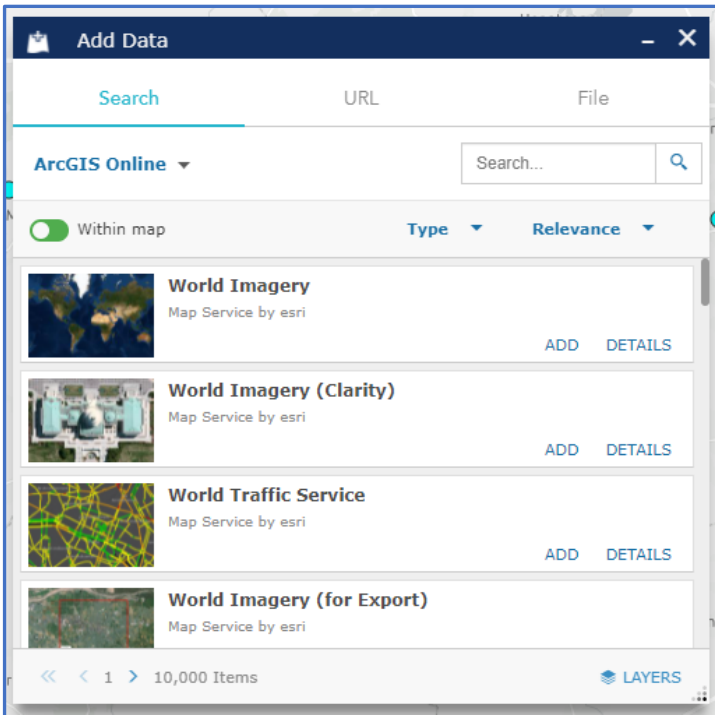 Add Data
Search URL File
ArcGIS Online
Search...
Within map Type Relevance
World Imagery
Map Service by esri
ADD DETAILS
World Imagery (Clarity)
Map Service by esri
ADD DETAILS
World Traffic Service
Map Service by esri
ADD DETAILS
World Imagery (for Export)
Map Service by esri
1 10,000 Items LAYERS